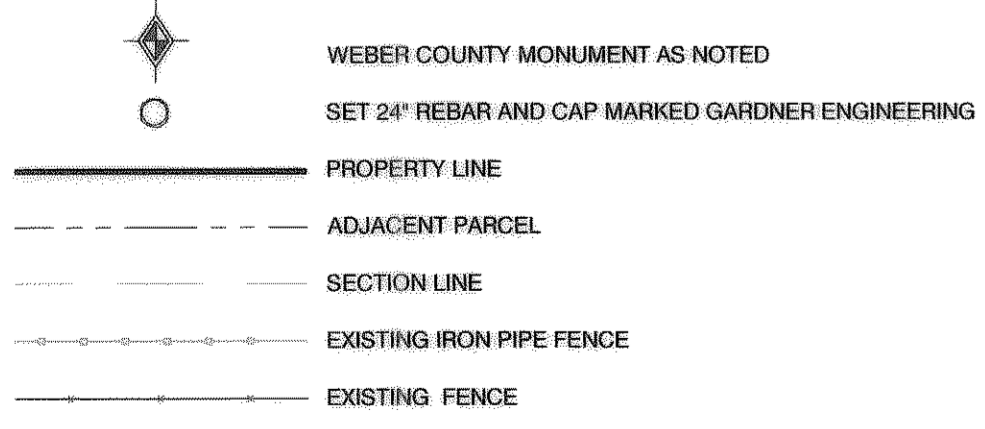 WEBER COUNTY MONUMENT AS NOTED
SET 24" REBAR AND CAP MARKED GARDNER ENGINEERING
PROPERTY LINE
ADJACENT PARCEL
SECTION LINE
EXISTING IRON PIPE FENCE
EXISTING FENCE